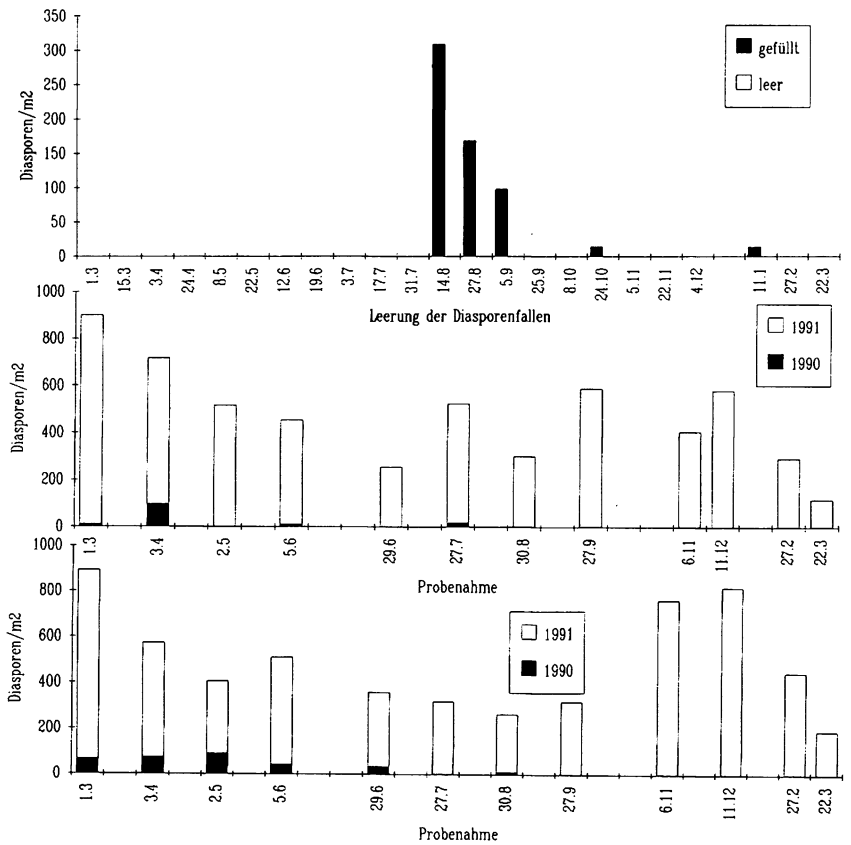 350
300
250
200
150
100
50
0
Diasporen/m2
gefüllt
leer
1.3 15.3 3.4 24.4 8.5 22.5 12.6 19.6 3.7 17.7 31.7 14.8 27.8 5.9 25.9 8.10 24.10 5.11 22.11 4.12 11.1 27.2 22.3
Leerung der Diasporenfallen
1000
800
600
400
200
0
Diasporen/m2
1991
1990
1.3 3.4 2.5 5.6 29.6 27.7 30.8 27.9 6.11 11.12 27.2 22.3
Probenahme
1000
800
600
400
200
0
Diasporen/m2
1991
1990
1.3 3.4 2.5 5.6 29.6 27.7 30.8 27.9 6.11 11.12 27.2 22.3
Probenahme